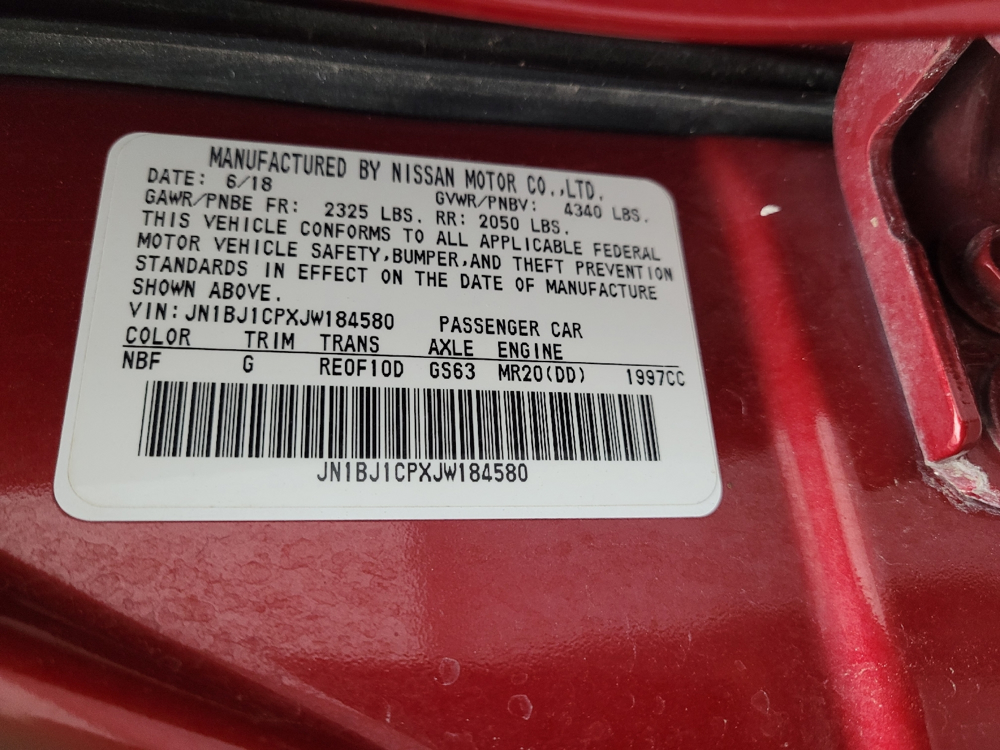 MANUFACTURED BY NISSAN MOTOR CO.,LTD.
DATE: 6/18 GVWR/PNBV: 4340 LBS.
GAWR/PNBE FR: 2325 LBS. RR: 2050 LBS.
THIS VEHICLE CONFORMS TO ALL APPLICABLE FEDERAL
MOTOR VEHICLE SAFETY,BUMPER,AND THEFT PREVENTION
STANDARDS IN EFFECT ON THE DATE OF MANUFACTURE
SHOWN ABOVE.
VIN:JN1BJ1CPXJW184580 PASSENGER CAR
COLOR TRIM TRANS AXLE ENGINE
NBF G RE0F10D GS63 MR20(DD) 1997CC
JN1BJ1CPXJW184580